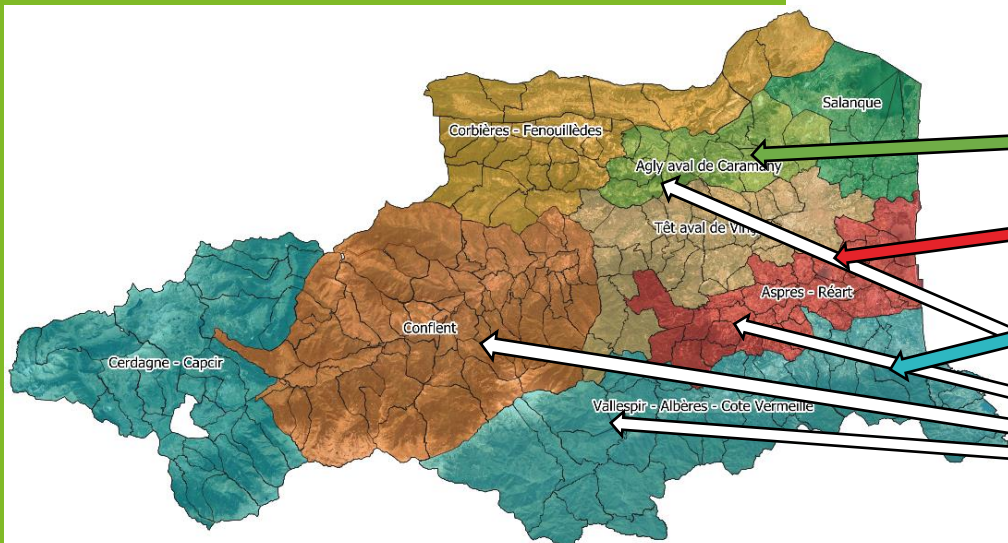 Salanque
Corbières - Fenouillèdes
Agly aval de Caramany
Têt aval de
Aspres - Réart
Conflent
Cerdagne - Capcir
Vallespir - Albères - Cote Vermeille